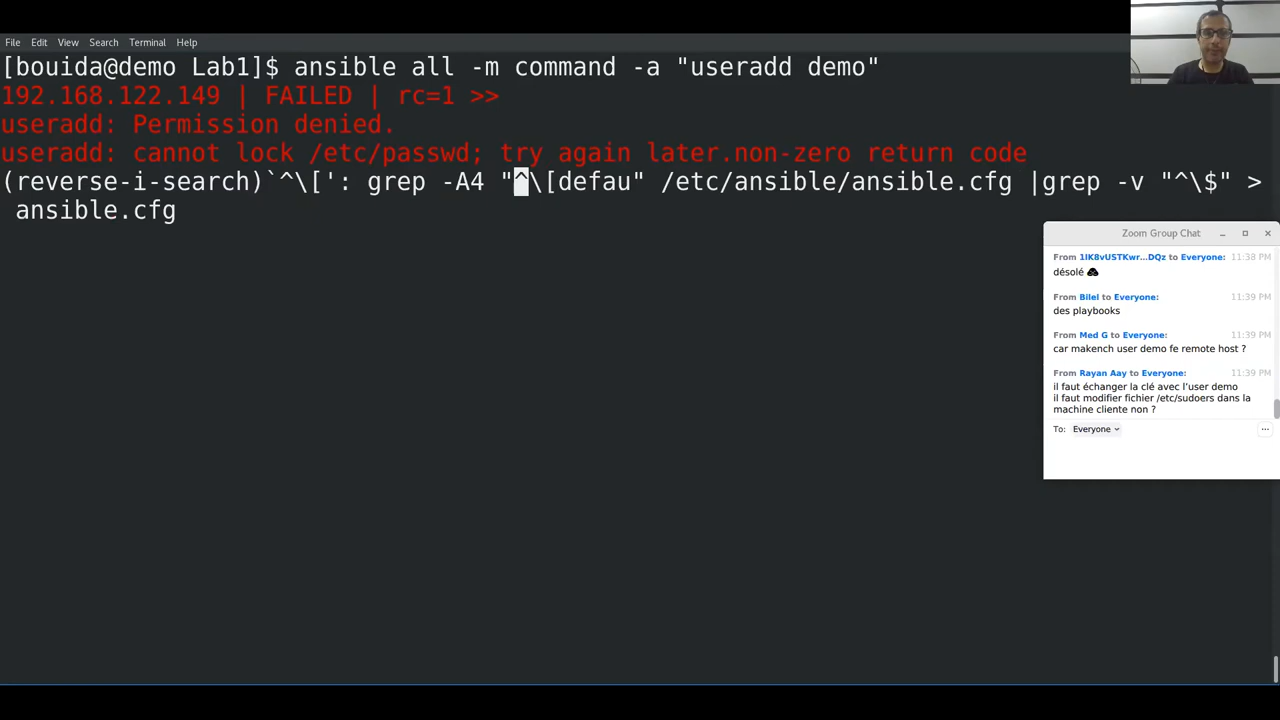 File Edit View Search Terminal Help
[bouida@demo Lab1]$ ansible all -m command -a "useradd demo"
192.168.122.149 | FAILED | rc=1 >>
useradd: Permission denied.
useradd: cannot lock /etc/passwd; try again later.non-zero return code
(reverse-i-search)`^\[': grep -A4 "^\[defau" /etc/ansible/ansible.cfg |grep -v "^\$" >
ansible.cfg
Zoom Group Chat
From 1IK8vUSTKwr...DQz to Everyone: 11:38 PM
désolé 💩
From Bilel to Everyone: 11:39 PM
des playbooks
From Med G to Everyone: 11:39 PM
car makench user demo fe remote host ?
From Rayan Aay to Everyone: 11:39 PM
il faut échanger la clé avec l'user demo
il faut modifier fichier /etc/sudoers dans la
machine cliente non ?
To: Everyone